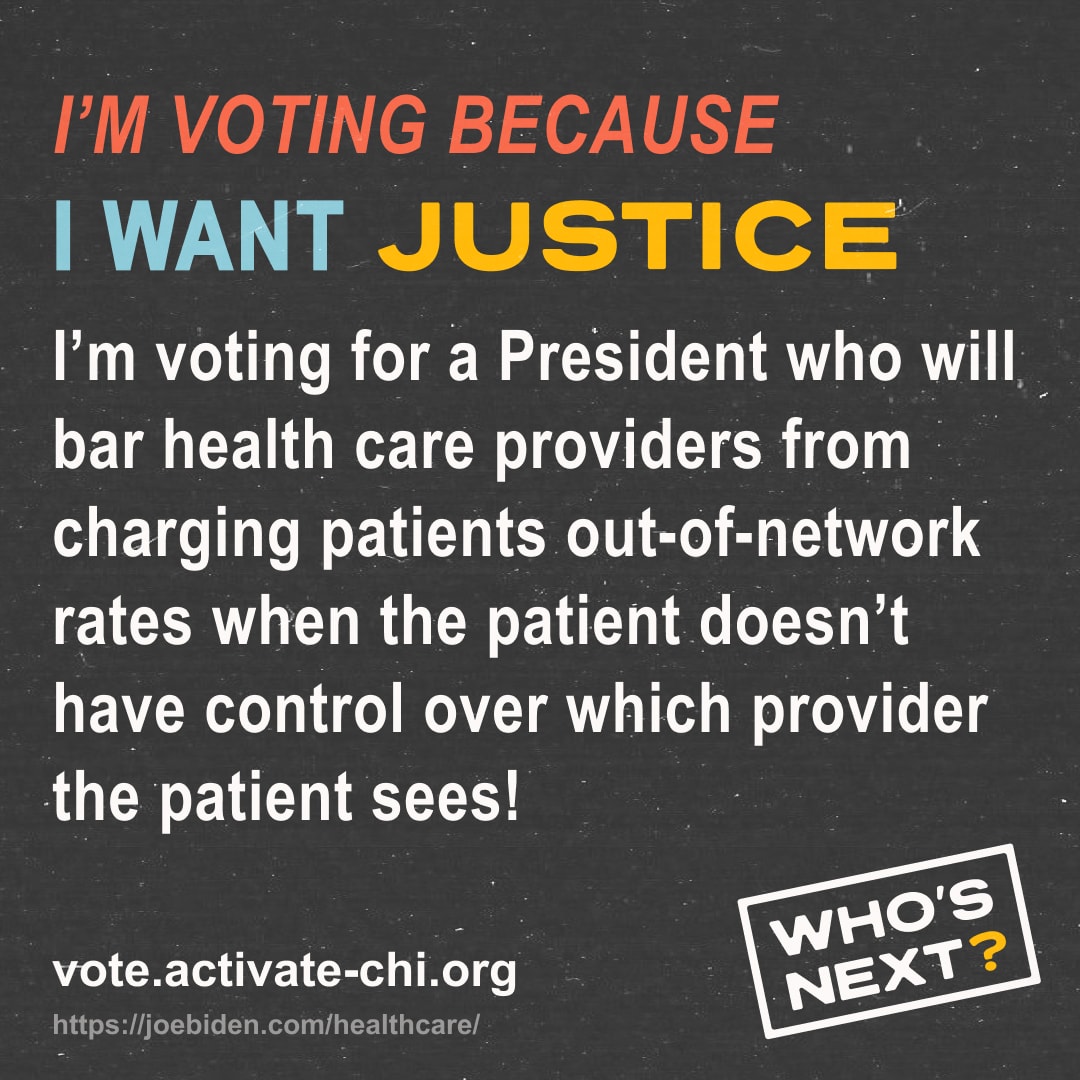 I'M VOTING BECAUSE
I WANT JUSTICE
I'm voting for a President who will
bar health care providers from
charging patients out-of-network
rates when the patient doesn't
have control over which provider
the patient sees!
WHO'S
NEXT?
vote.activate-chi.org
https://joebiden.com/healthcare/